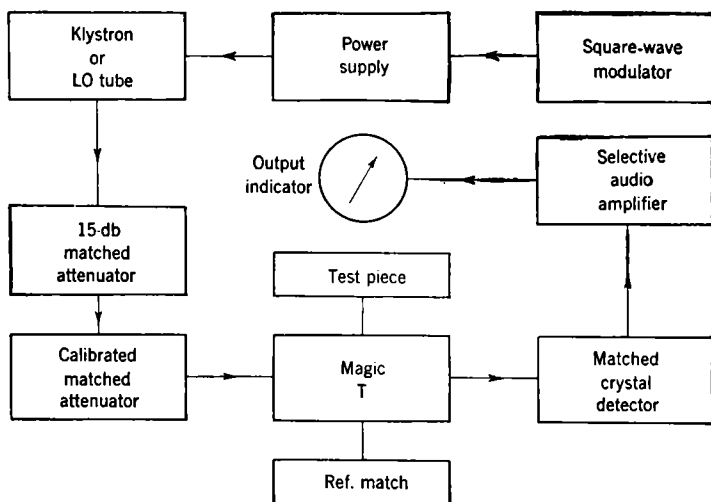 Klystron
or
LO tube
Power
supply
Square-wave
modulator
Output
indicator
Selective
audio
amplifier
15-db
matched
attenuator
Test piece
Calibrated
matched
attenuator
Magic
T
Matched
crystal
detector
Ref. match